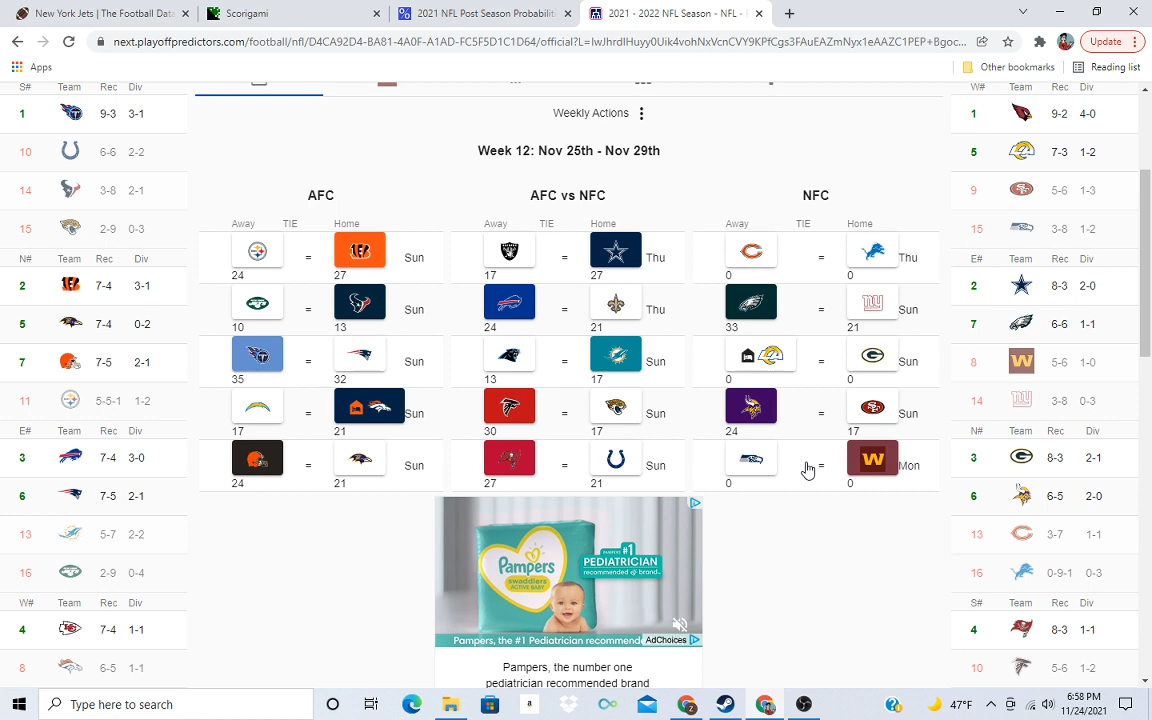 New York Jets | The Football Data
Scorigami
2021 NFL Post Season Probabiliti
2021 - 2022 NFL Season - NFL -
next.playoffpredictors.com/football/nfl/D4CA92D4-BA81-4A0F-A1AD-FC5F5D1C1D64/official?L=IwJhrdIHuyy0Uik4vohNxVcnCVY9KPfCgs3FAuEAZmNyx1eAAZC1PEP+Bgoc...
Update
Apps
Other bookmarks
Reading list
Weekly Actions
Week 12: Nov 25th - Nov 29th
S# Team Rec Div
1 9-3 3-1
10 6-6 2-2
14 3-8 2-1
15 2-9 0-3
N# Team Rec Div
2 7-4 3-1
5 7-4 0-2
7 7-5 2-1
11 5-5-1 1-2
E# Team Rec Div
3 7-4 3-0
6 7-5 2-1
13 5-7 2-2
16 2-9 0-4
W# Team Rec Div
4 7-4 1-1
8 6-5 1-1
AFC
Away TIE Home
= Sun
24 27
= Sun
10 13
= Sun
35 32
= Sun
17 21
= Sun
24 21
AFC vs NFC
Away TIE Home
= Thu
17 27
= Thu
24 21
= Sun
13 17
= Sun
30 17
= Sun
27 21
NFC
Away TIE Home
= Thu
0 0
= Sun
33 21
= Sun
0 0
= Sun
24 17
= W Mon
0 0
W# Team Rec Div
1 9-2 4-0
5 7-3 1-2
9 5-6 1-3
15 3-8 1-2
E# Team Rec Div
2 8-3 2-0
7 6-6 1-1
8 W 5-6 1-0
14 3-8 0-3
N# Team Rec Div
3 8-3 2-1
6 6-5 2-0
13 3-7 1-1
16 0-9-1 0-3
S# Team Rec Div
4 8-3 1-1
10 5-6 1-2
Pampers
swaddlers
#1
PEDIATRICIAN
recommended brand
Pampers, the #1 Pediatrician recommende
AdChoices
Pampers, the number one
pediatrician recommended brand
Type here to search
47°F
6:58 PM
11/24/2021